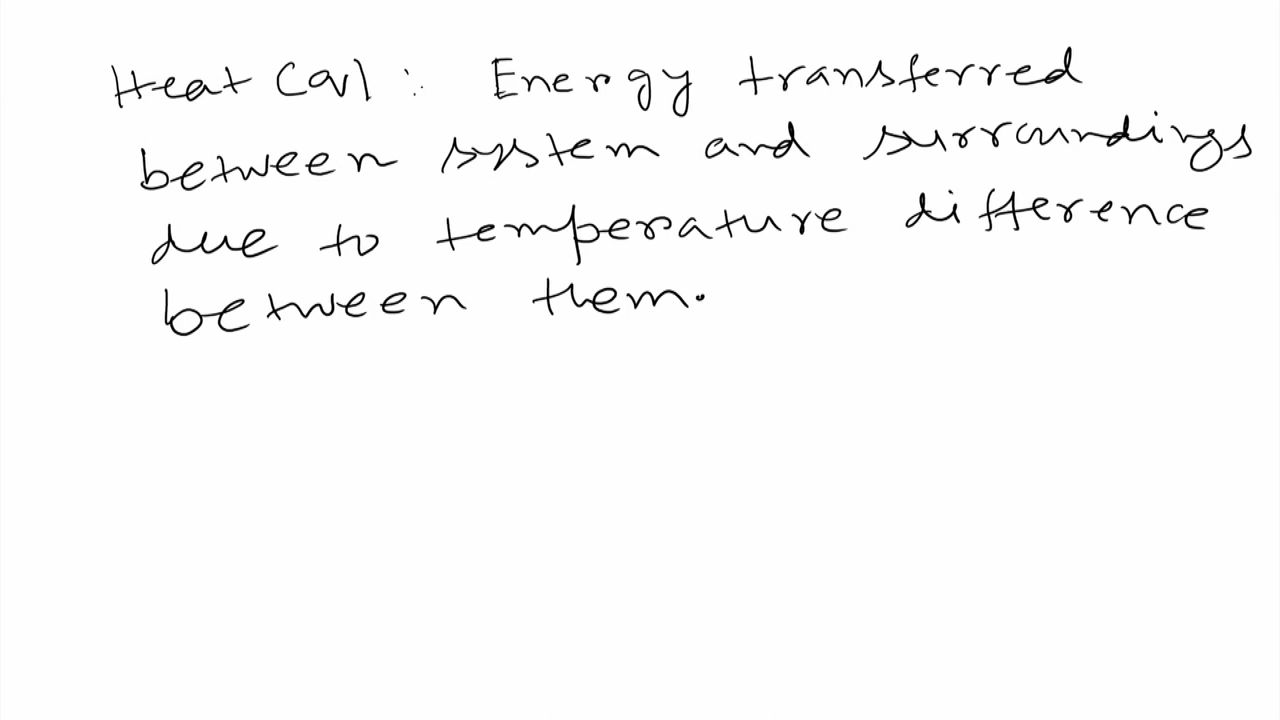 Heat (q) : Energy transferred
between system and surroundings
due to temperature difference
between them.